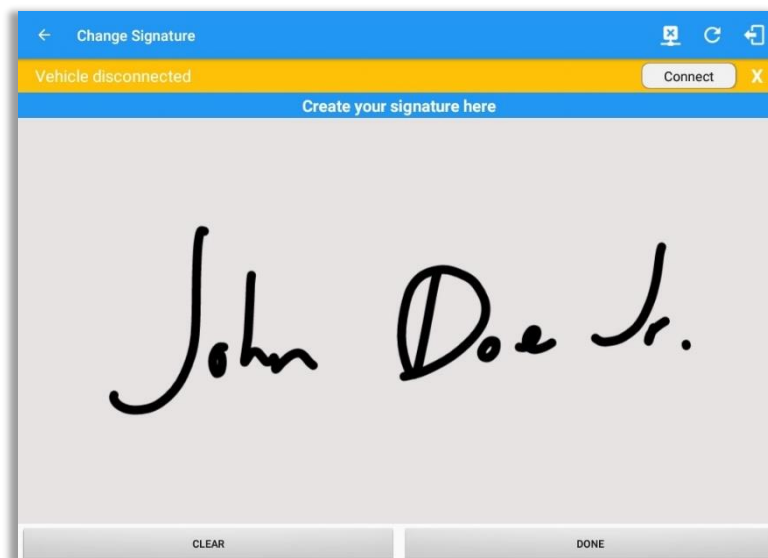 Change Signature
Vehicle disconnected Connect X
Create your signature here
John Doe Jr.
CLEAR DONE